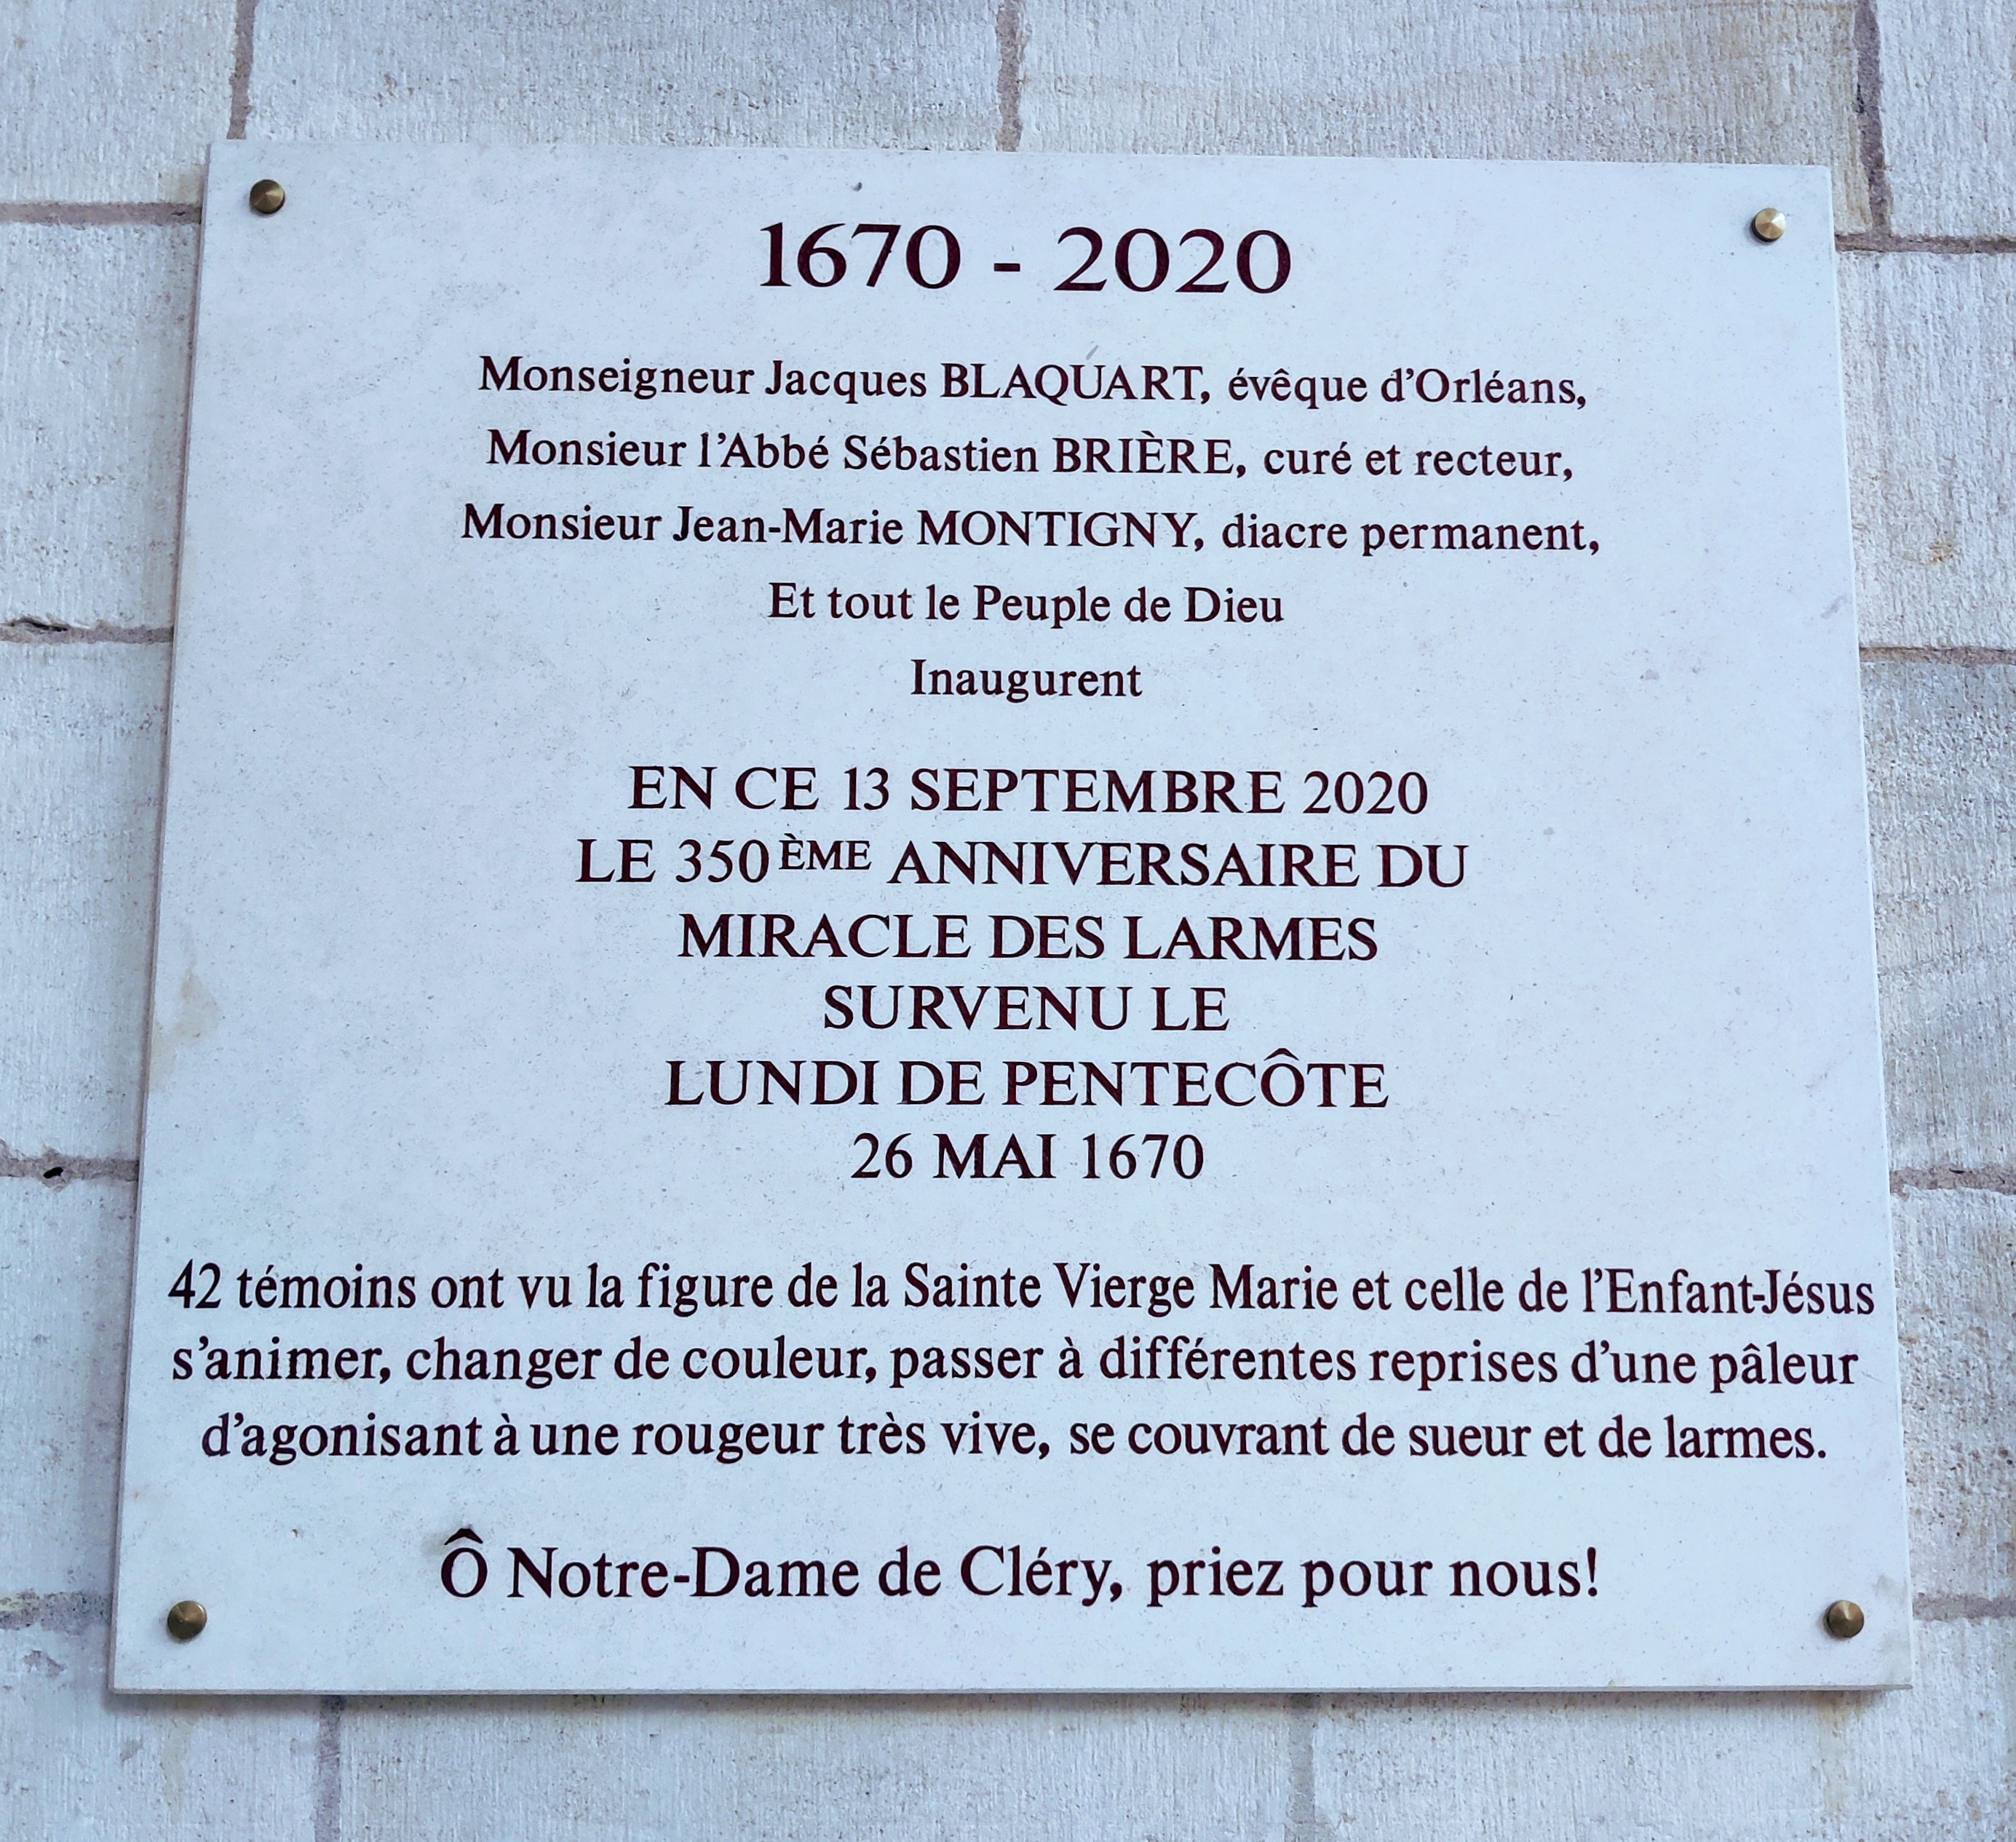 1670 - 2020
Monseigneur Jacques BLAQUART, évêque d’Orléans,
Monsieur l’Abbé Sébastien BRIÈRE, curé et recteur,
Monsieur Jean-Marie MONTIGNY, diacre permanent,
Et tout le Peuple de Dieu
Inaugurent
EN CE 13 SEPTEMBRE 2020
LE 350ÈME ANNIVERSAIRE DU
MIRACLE DES LARMES
SURVENU LE
LUNDI DE PENTECÔTE
26 MAI 1670
42 témoins ont vu la figure de la Sainte Vierge Marie et celle de l’Enfant-Jésus
s’animer, changer de couleur, passer à différentes reprises d’une pâleur
d’agonisant à une rougeur très vive, se couvrant de sueur et de larmes.
Ô Notre-Dame de Cléry, priez pour nous!